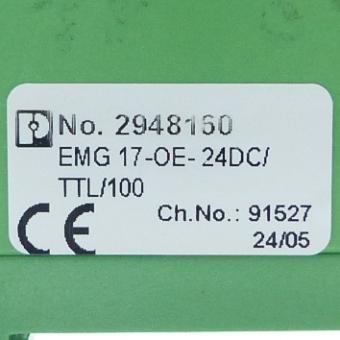 No. 2948160
EMG 17-OE- 24DC/
TTL/100
Ch.No.: 91527
24/05
CE